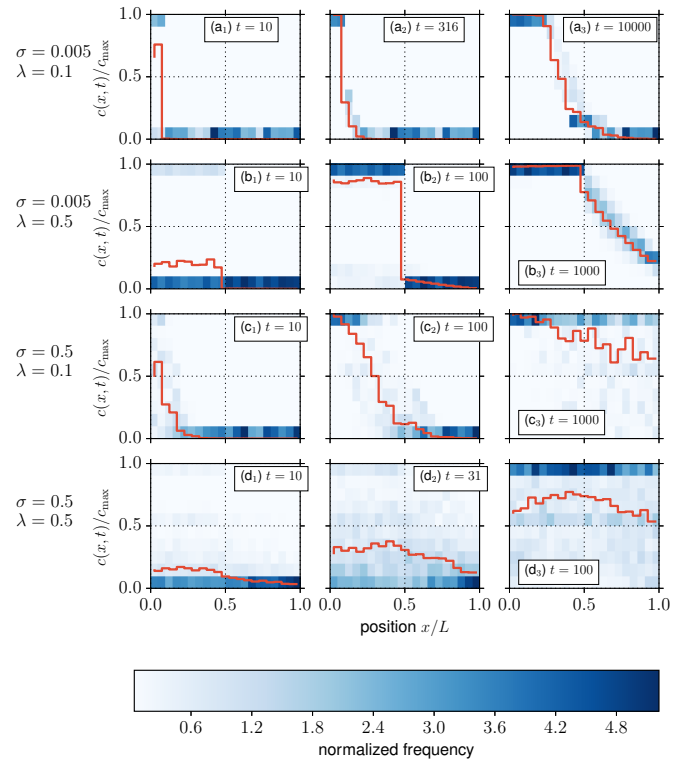 σ = 0.005
λ = 0.1
c(x, t)/c_max
1.0
0.5
0.0
(a₁) t = 10
(a₂) t = 316
(a₃) t = 10000
σ = 0.005
λ = 0.5
c(x, t)/c_max
1.0
0.5
0.0
(b₁) t = 10
(b₂) t = 100
(b₃) t = 1000
σ = 0.5
λ = 0.1
c(x, t)/c_max
1.0
0.5
0.0
(c₁) t = 10
(c₂) t = 100
(c₃) t = 1000
σ = 0.5
λ = 0.5
c(x, t)/c_max
1.0
0.5
0.0
(d₁) t = 10
(d₂) t = 31
(d₃) t = 100
0.0 0.5 1.0 0.0 0.5 1.0 0.0 0.5 1.0
position x/L
0.6 1.2 1.8 2.4 3.0 3.6 4.2 4.8
normalized frequency